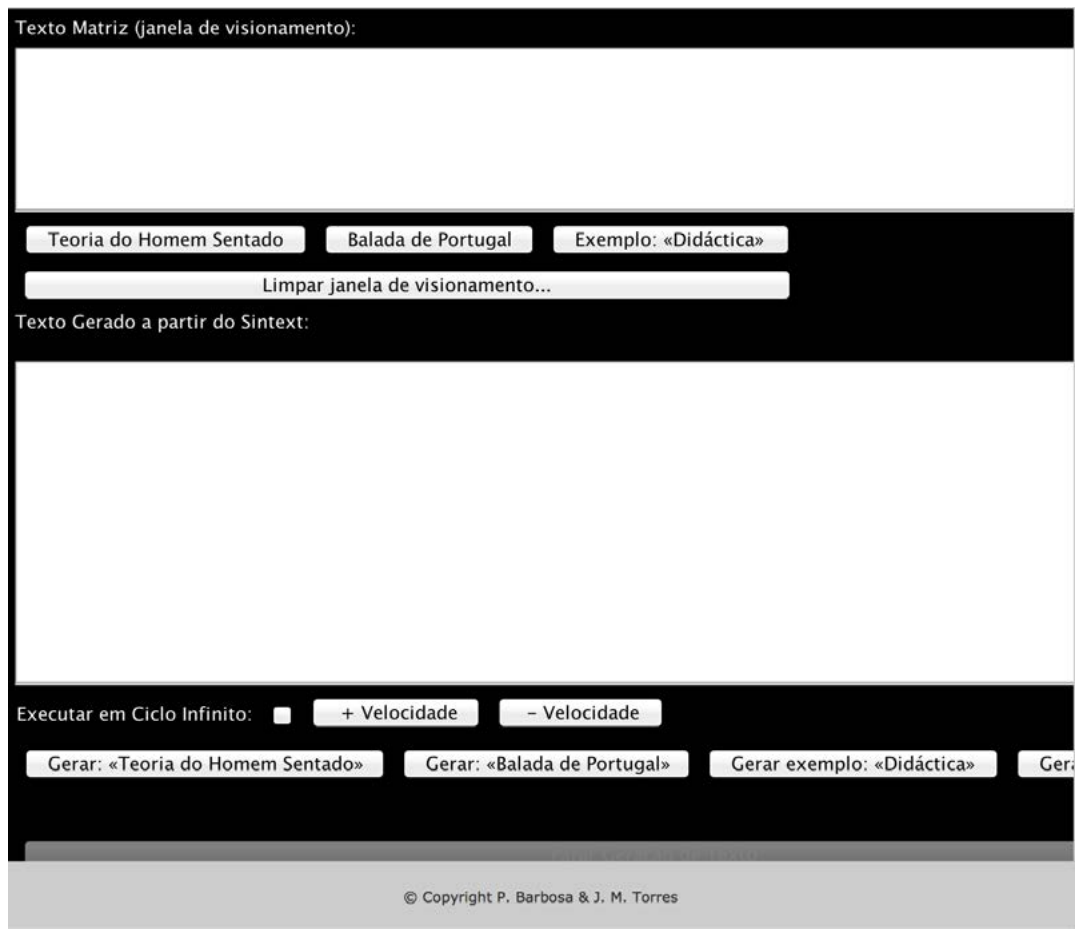 Texto Matriz (janela de visionamento):
Teoria do Homem Sentado Balada de Portugal Exemplo: «Didáctica»
Limpar janela de visionamento...
Texto Gerado a partir do Sintext:
Executar em Ciclo Infinito: + Velocidade – Velocidade
Gerar: «Teoria do Homem Sentado» Gerar: «Balada de Portugal» Gerar exemplo: «Didáctica»
© Copyright P. Barbosa & J. M. Torres